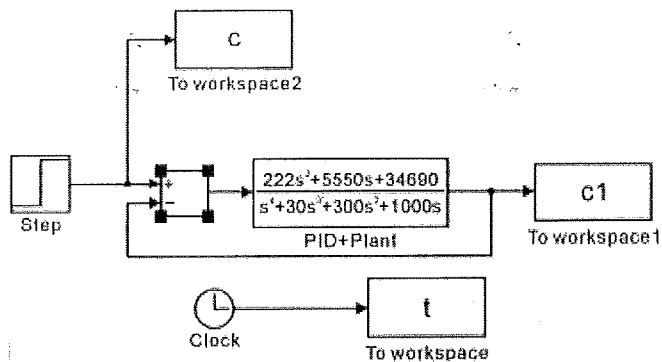 C
To workspace2
+
−
222s²+5550s+34690
s⁴+30s³+300s²+1000s
PID+Plant
c1
To workspace1
Step
t
Clock
To workspace